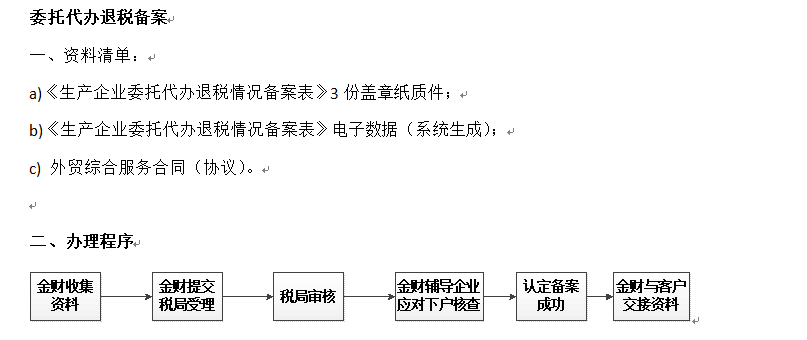 委托代办退税备案
一、资料清单：
a)《生产企业委托代办退税情况备案表》3 份盖章纸质件；
b)《生产企业委托代办退税情况备案表》电子数据（系统生成）；
c) 外贸综合服务合同（协议）。
二、办理程序
金财收集
资料
金财提交
税局受理
税局审核
金财辅导企业
应对下户核查
认定备案
成功
金财与客户
交接资料